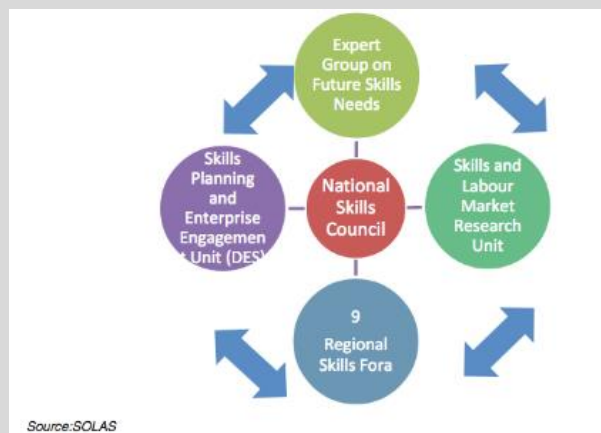 Expert
Group on
Future Skills
Needs
Skills
Planning
and
Enterprise
Engagemen
t Unit (DES)
National
Skills
Council
Skills and
Labour
Market
Research
Unit
9
Regional
Skills Fora
Source:SOLAS